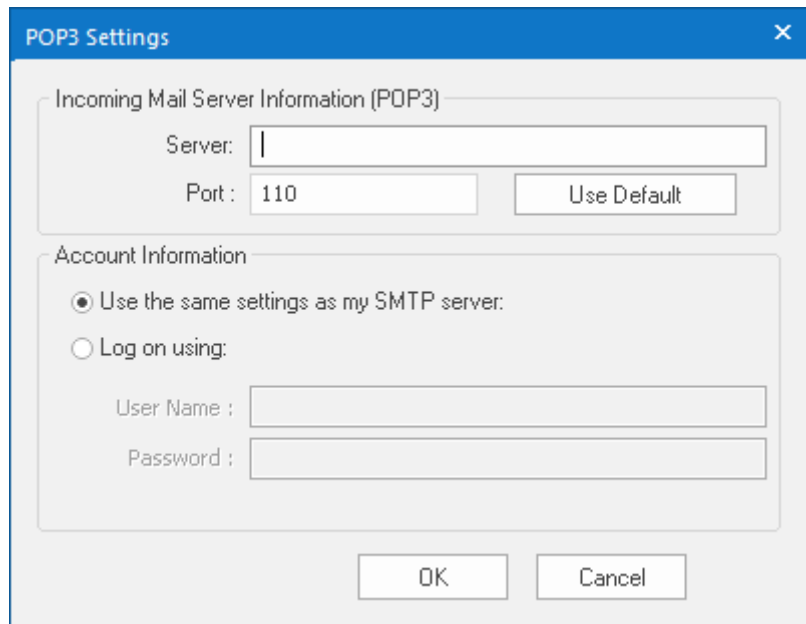 POP3 Settings
Incoming Mail Server Information (POP3)
Server:
Port : 110 Use Default
Account Information
Use the same settings as my SMTP server:
Log on using:
User Name :
Password :
OK Cancel